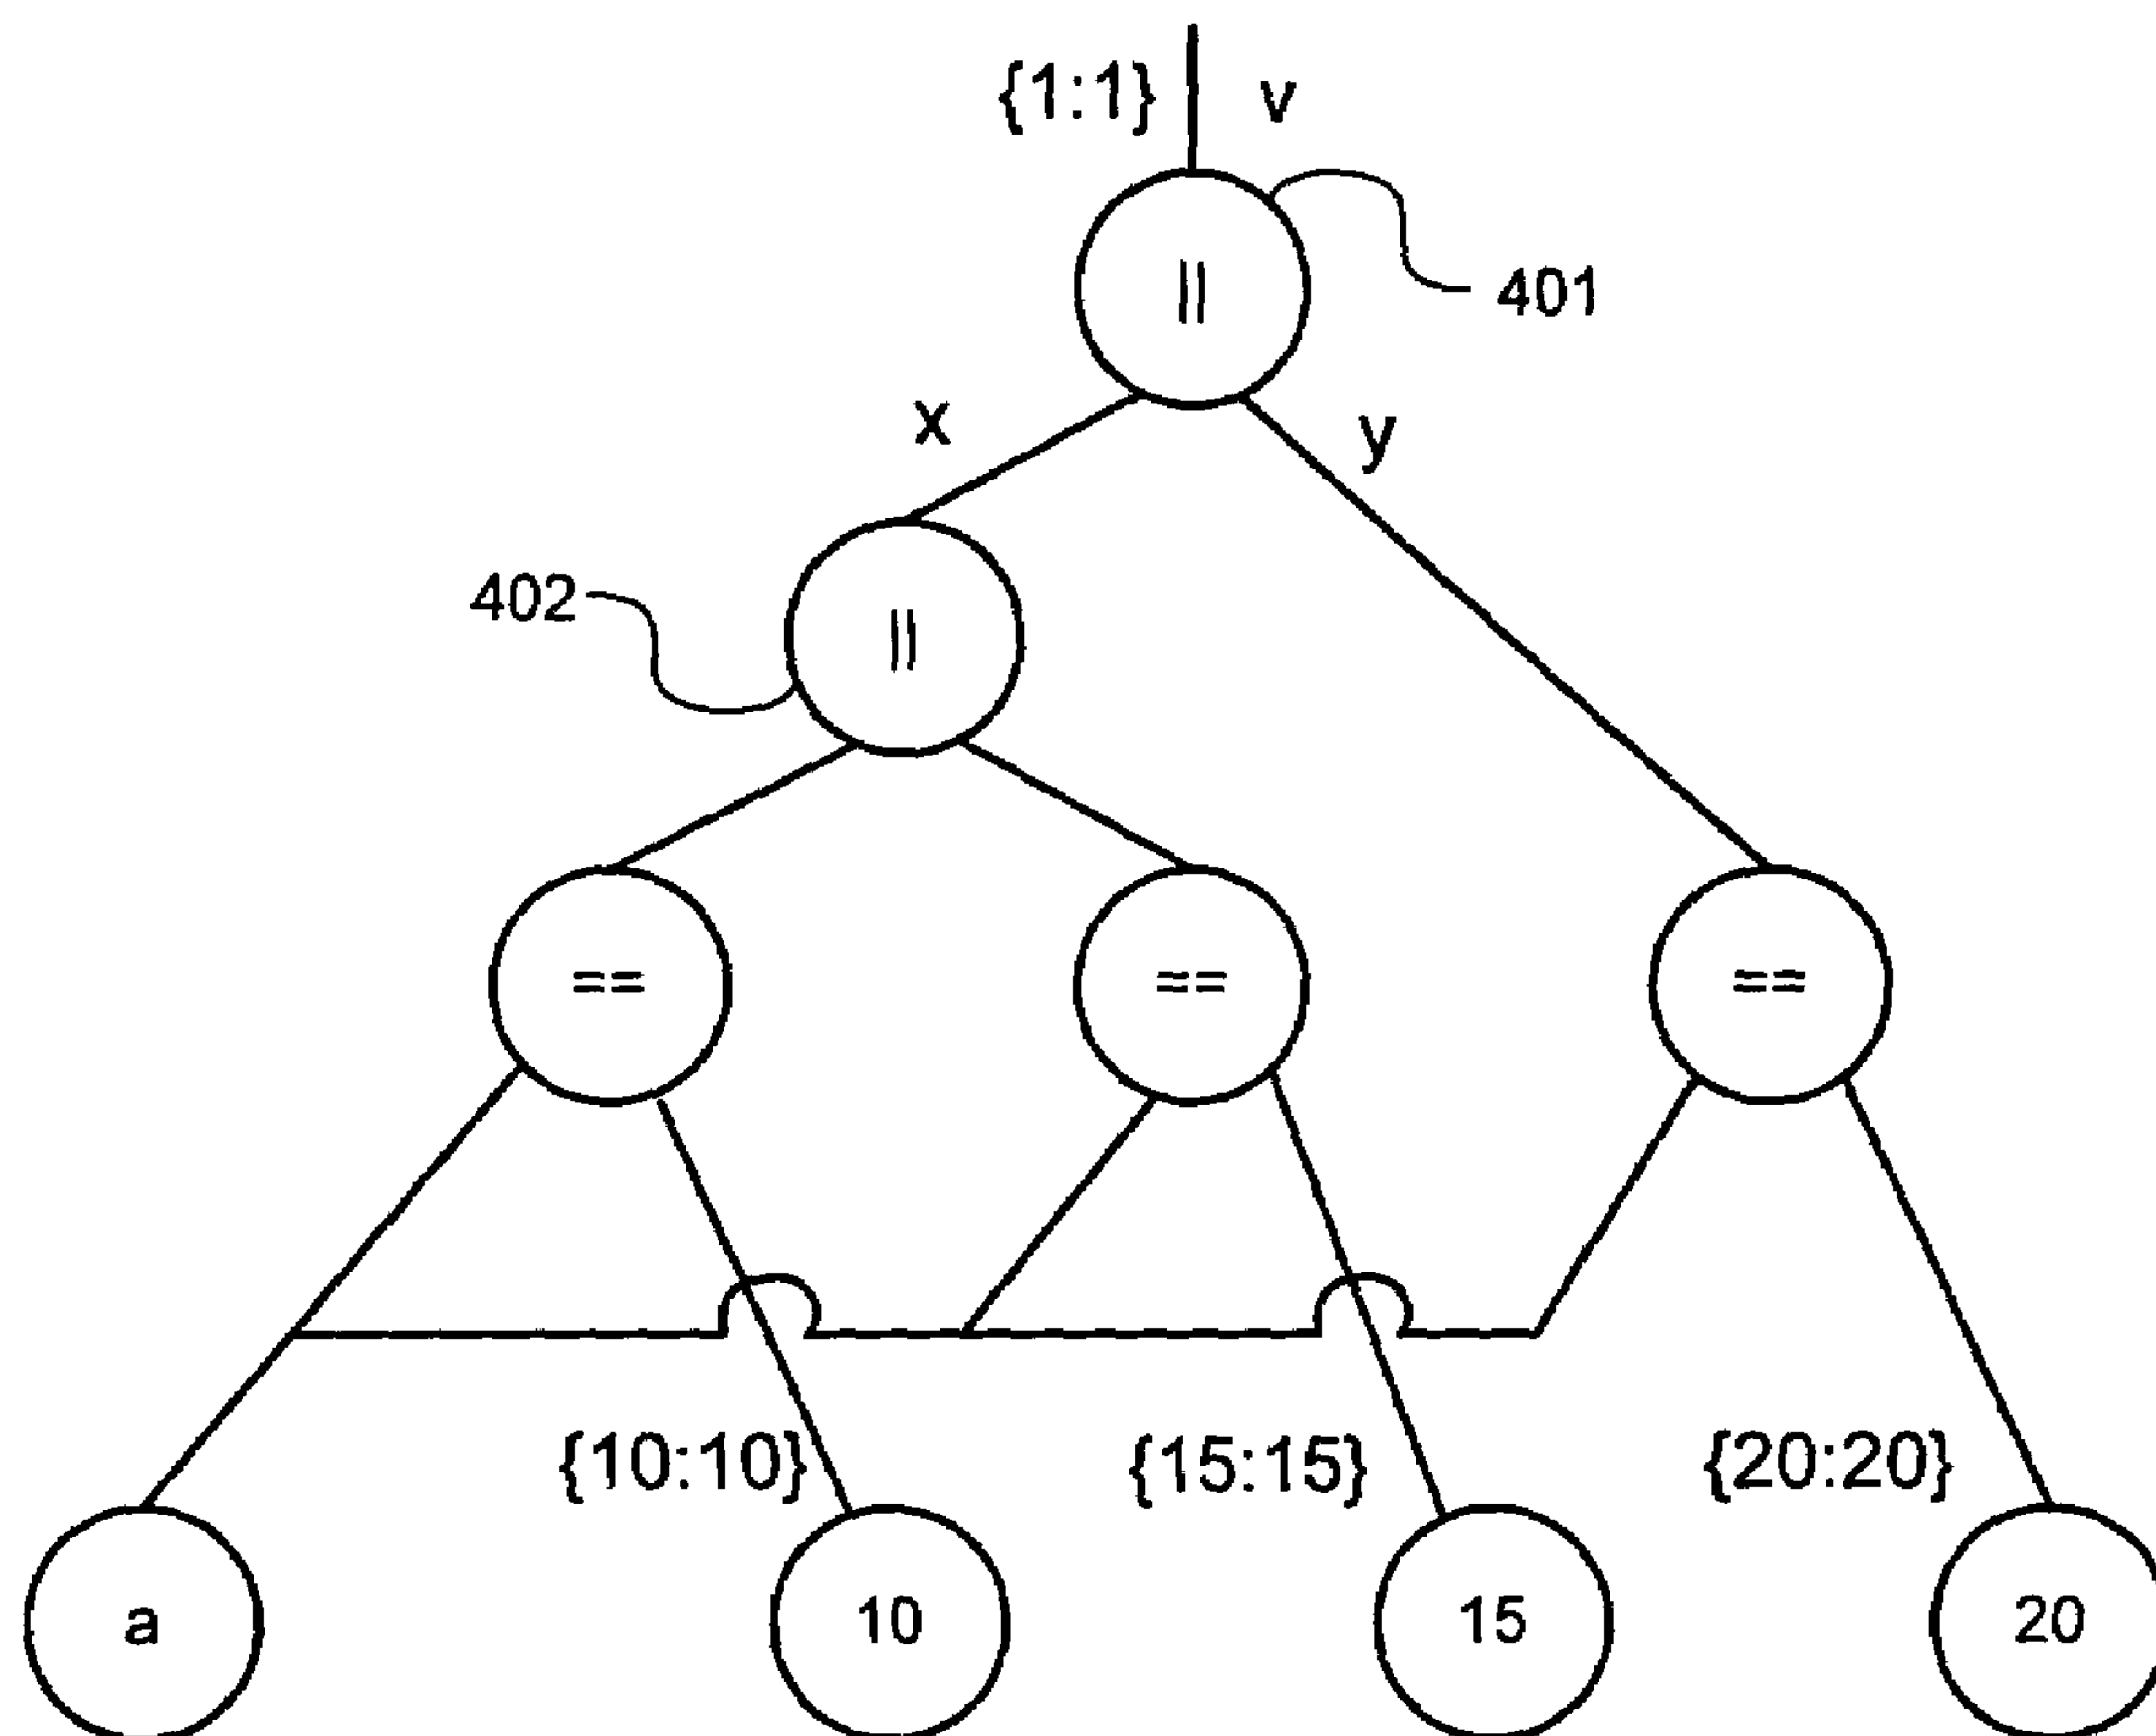 {1:1} v
||
401
x y
402
||
== == ==
{10:10} {15:15} {20:20}
a 10 15 20